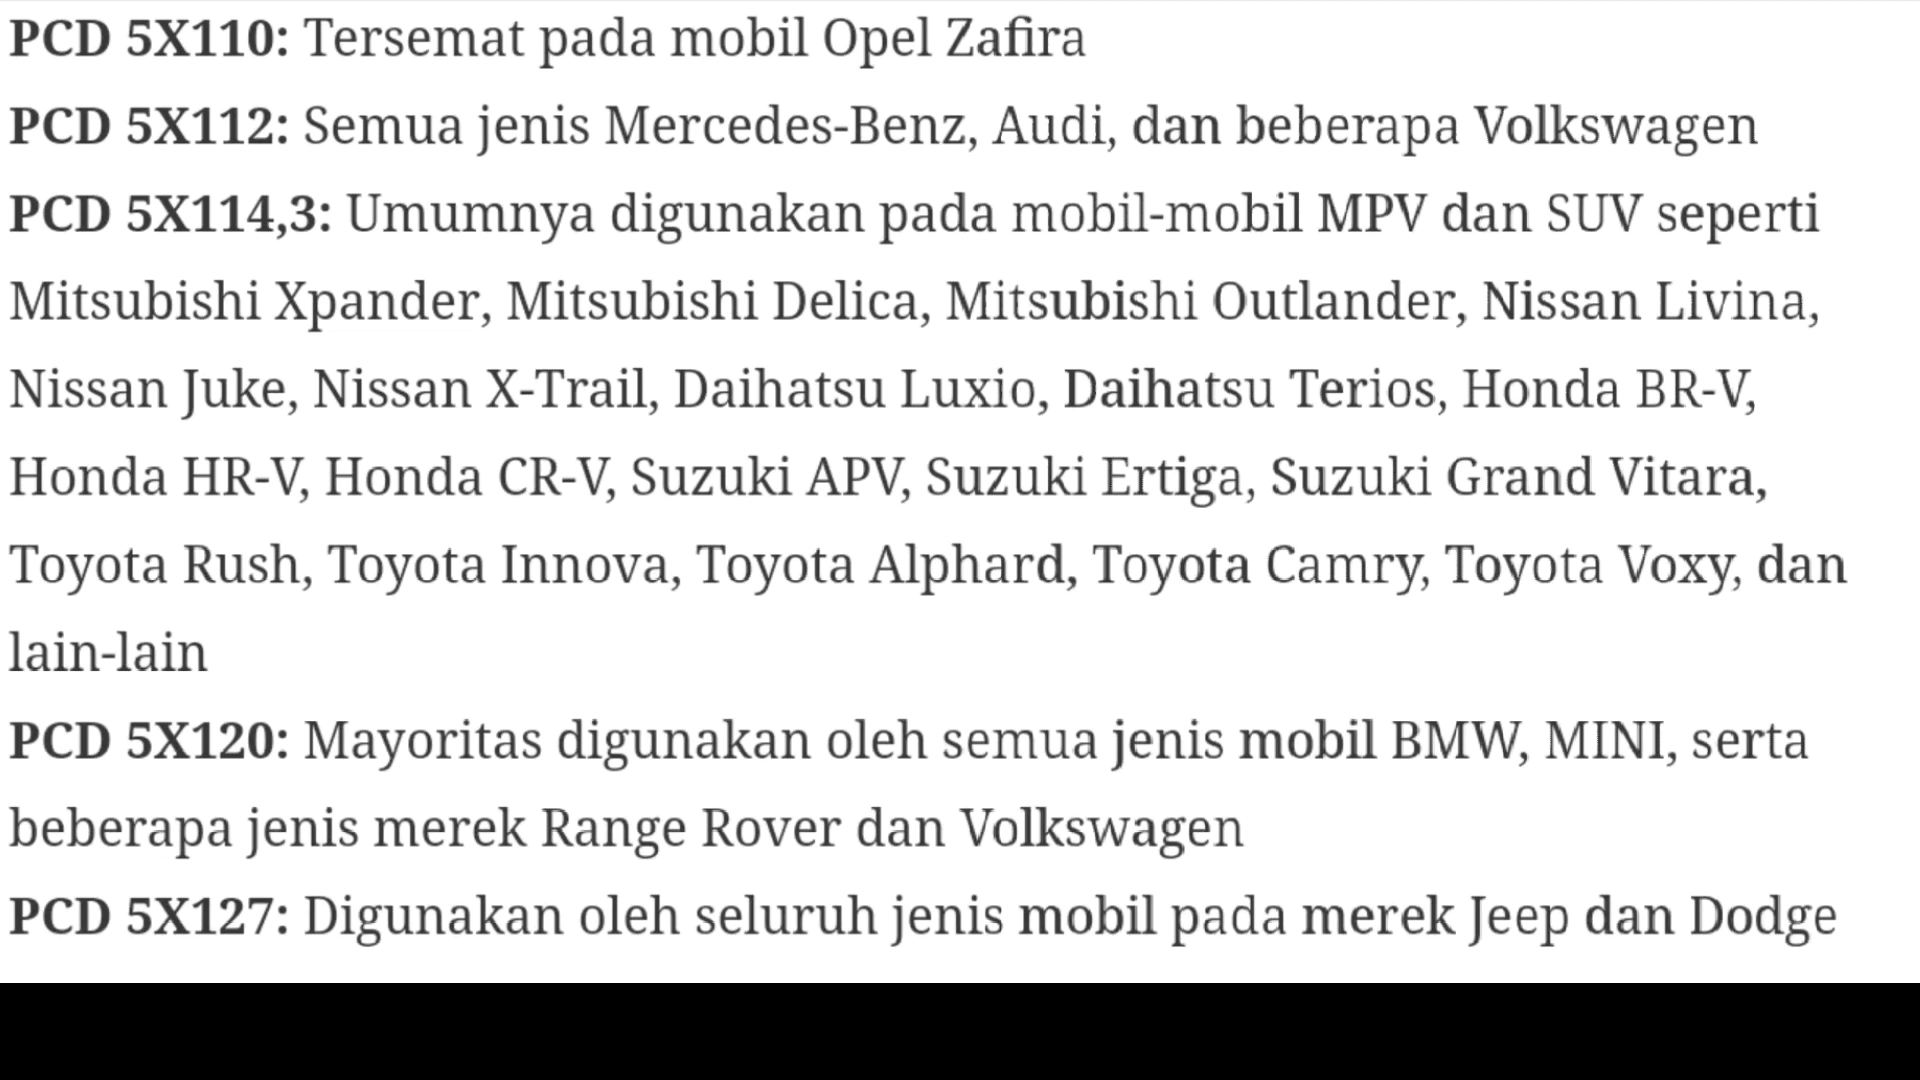 PCD 5X110: Tersemat pada mobil Opel Zafira
PCD 5X112: Semua jenis Mercedes-Benz, Audi, dan beberapa Volkswagen
PCD 5X114,3: Umumnya digunakan pada mobil-mobil MPV dan SUV seperti
Mitsubishi Xpander, Mitsubishi Delica, Mitsubishi Outlander, Nissan Livina,
Nissan Juke, Nissan X-Trail, Daihatsu Luxio, Daihatsu Terios, Honda BR-V,
Honda HR-V, Honda CR-V, Suzuki APV, Suzuki Ertiga, Suzuki Grand Vitara,
Toyota Rush, Toyota Innova, Toyota Alphard, Toyota Camry, Toyota Voxy, dan
lain-lain
PCD 5X120: Mayoritas digunakan oleh semua jenis mobil BMW, MINI, serta
beberapa jenis merek Range Rover dan Volkswagen
PCD 5X127: Digunakan oleh seluruh jenis mobil pada merek Jeep dan Dodge